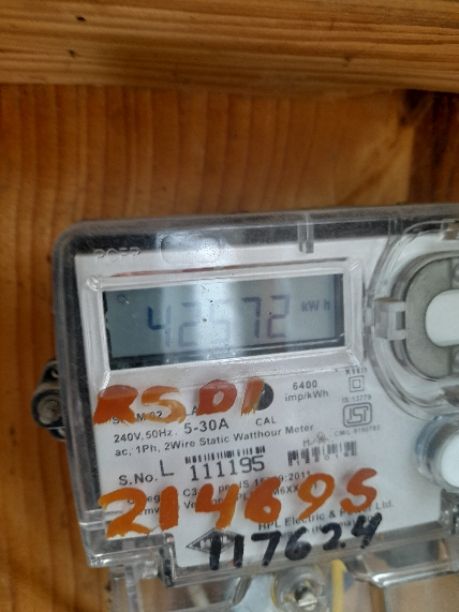 42572 kWh
RSD1
6400
imp/kWh
240V, 50Hz. 5-30A CAL
ac, 1Ph, 2Wire Static Watthour Meter
S.No. L 111195
214695
HPL Electric & Power Ltd.
117624